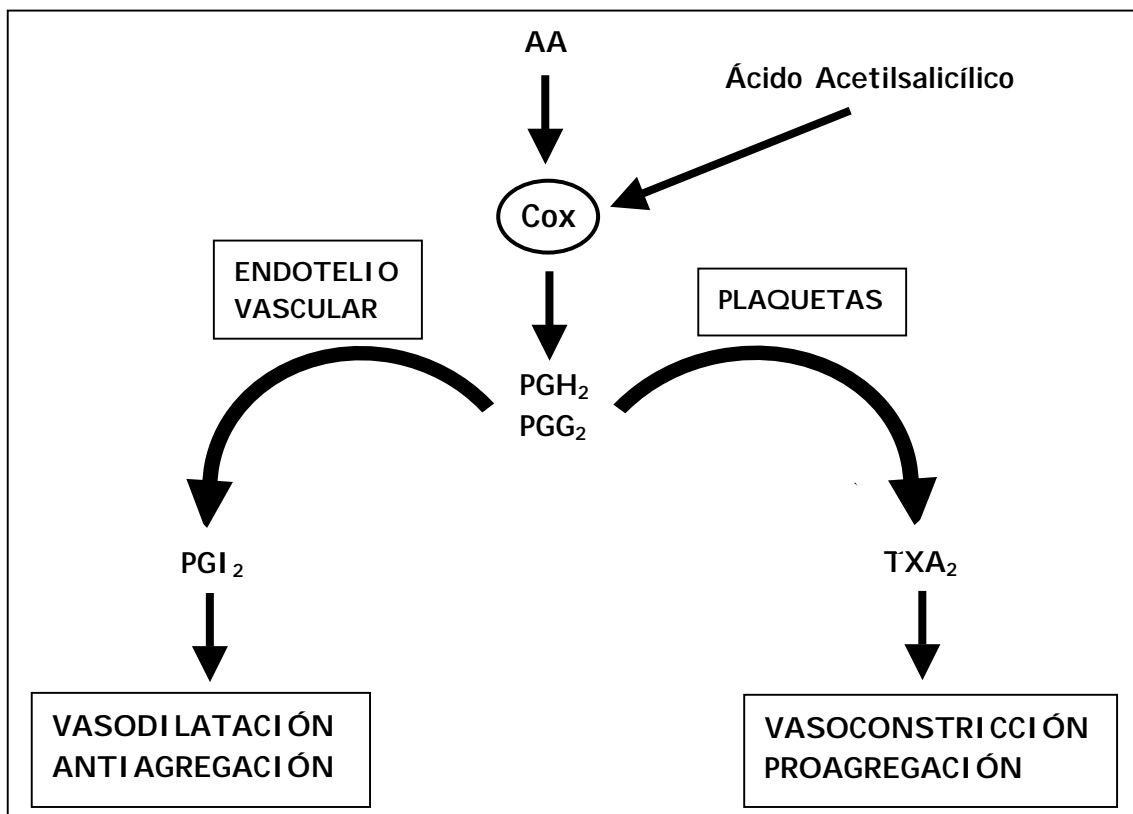 AA
Ácido Acetilsalicílico
Cox
ENDOTELIO
VASCULAR
PLAQUETAS
PGH₂
PGG₂
PGI₂
TXA₂
VASODILATACIÓN
ANTIAGREGACIÓN
VASOCONSTRICCIÓN
PROAGREGACIÓN